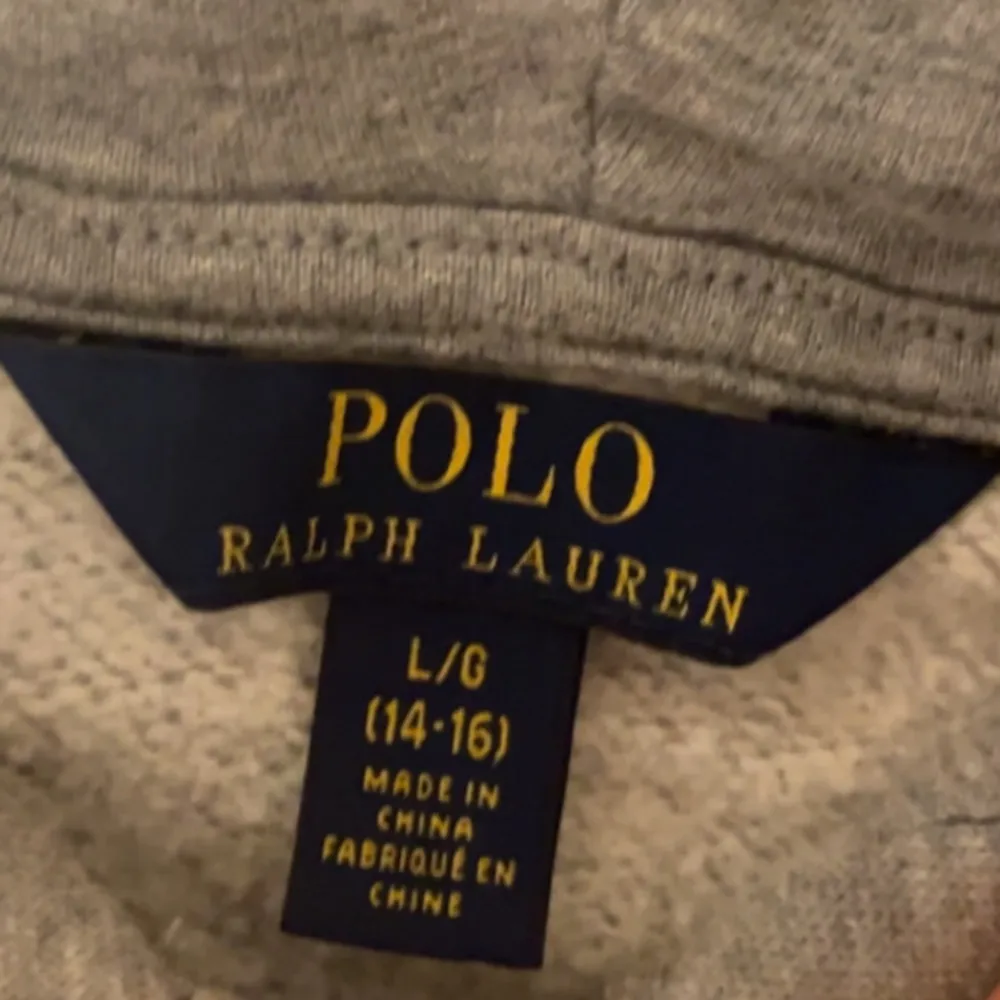 POLO
RALPH LAUREN
L/G
(14-16)
MADE IN
CHINA
FABRIQUÉ EN
CHINE